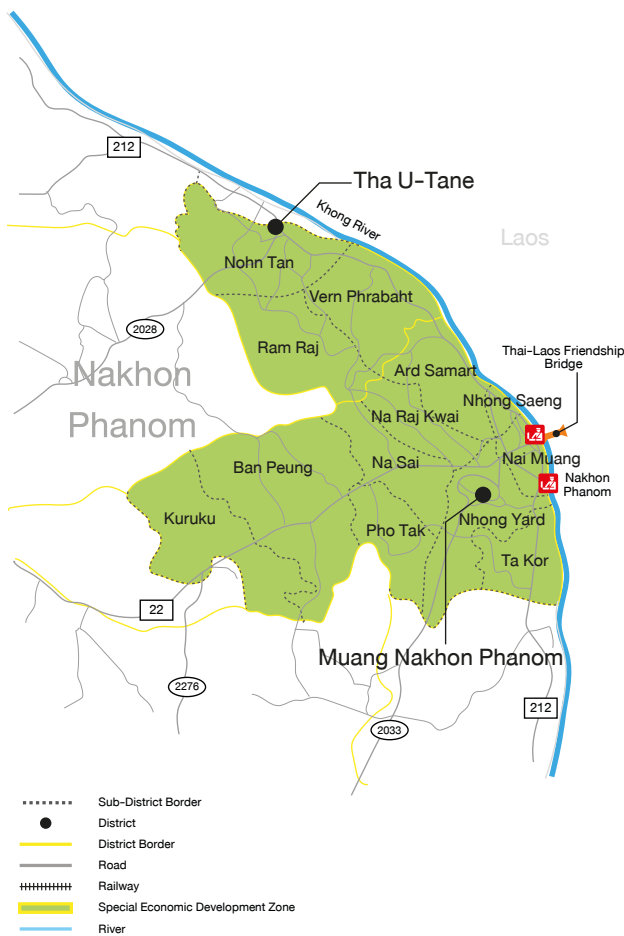 212
Tha U-Tane
Khong River
Laos
Nohn Tan
Vern Phrabaht
2028
Ram Raj
Thai-Laos Friendship
Bridge
Nakhon
Phanom
Ard Samart
Nhong Saeng
Na Raj Kwai
Ban Peung
Na Sai
Nai Muang
Nakhon
Phanom
Kuruku
Pho Tak
Nhong Yard
Ta Kor
22
Muang Nakhon Phanom
2276
212
2033
Sub-District Border
District
District Border
Road
Railway
Special Economic Development Zone
River